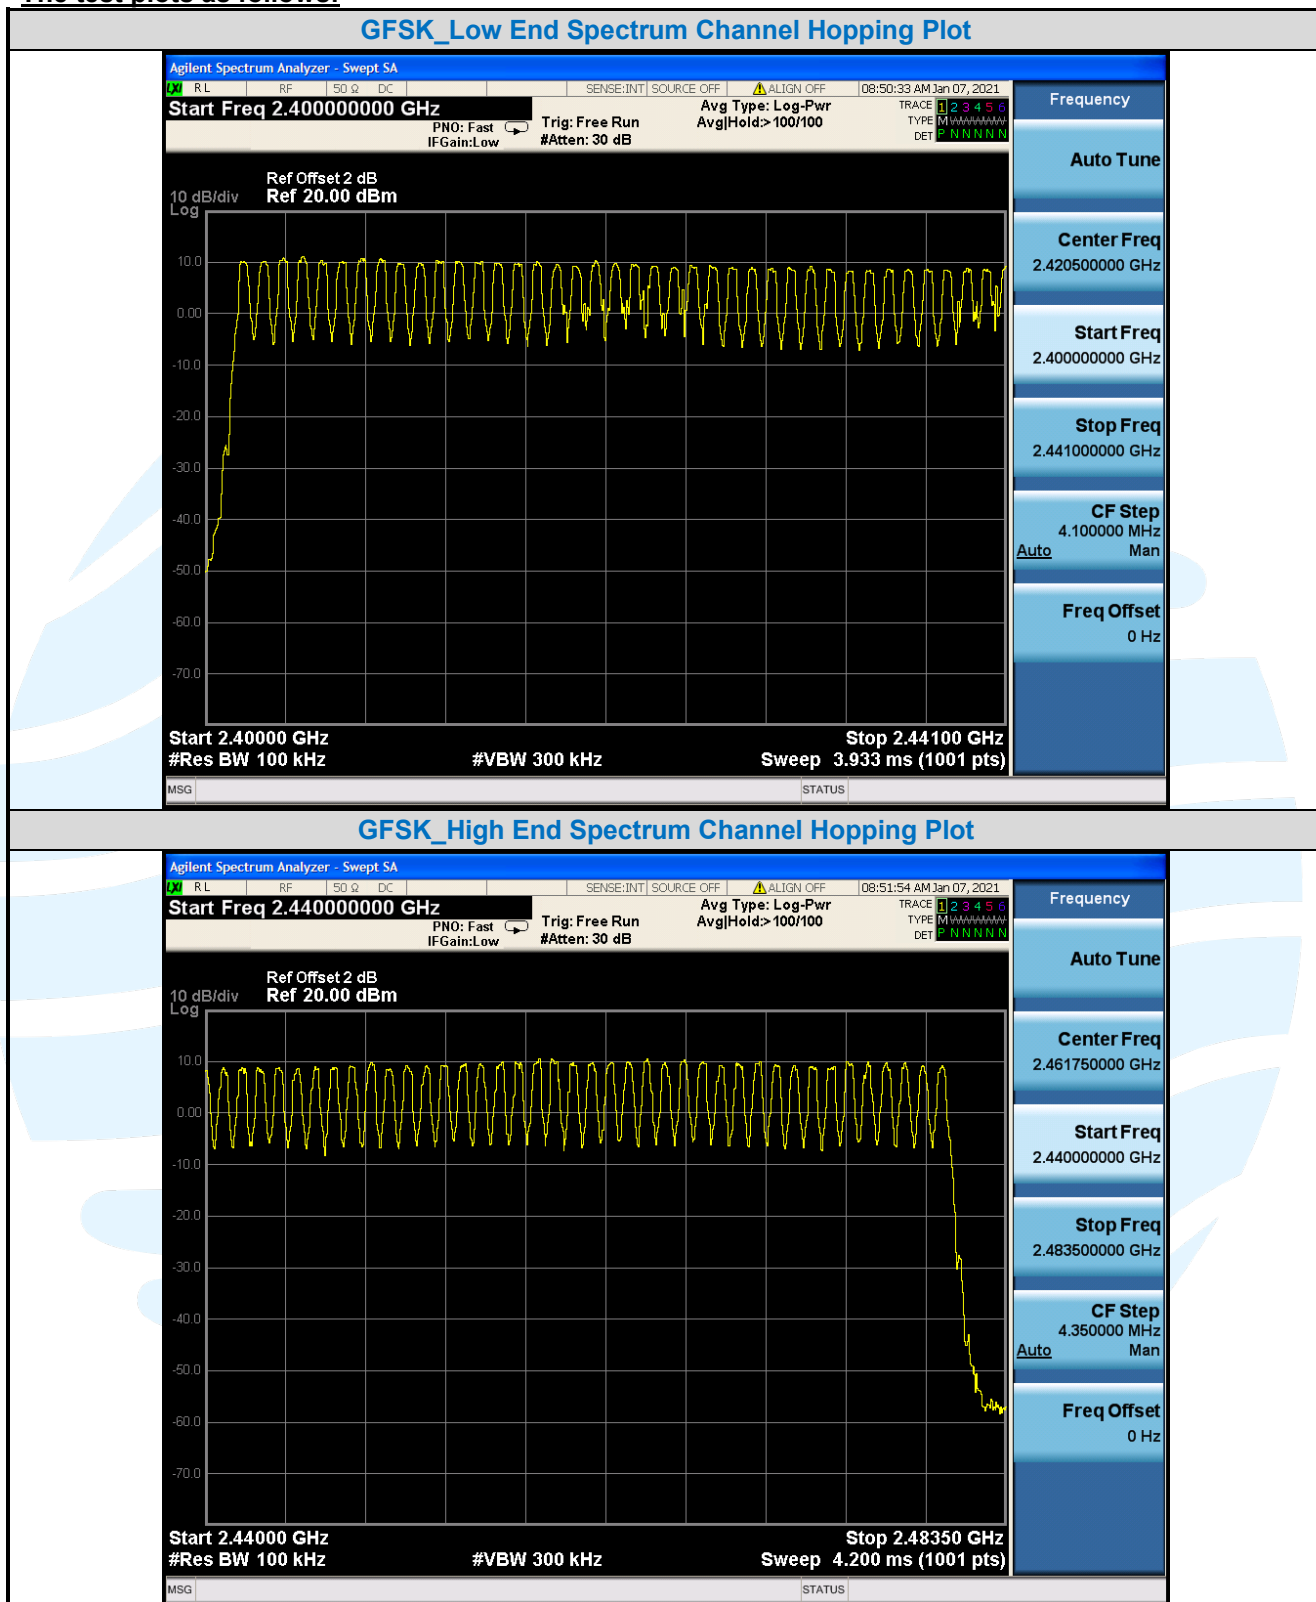 The test plots as follows:
GFSK_Low End Spectrum Channel Hopping Plot
Agilent Spectrum Analyzer - Swept SA
LXI RL RF 50 Ω DC SENSE:INT SOURCE OFF ALIGN OFF 08:50:33 AM Jan 07, 2021
Start Freq 2.400000000 GHz
Avg Type: Log-Pwr
TRACE 1 2 3 4 5 6
PNO: Fast
Trig: Free Run
Avg|Hold:>100/100
TYPE M WWWWW
IFGain:Low
#Atten: 30 dB
DET P N N N N N
Ref Offset 2 dB
10 dB/div Ref 20.00 dBm
Log
10.0
0.00
-10.0
-20.0
-30.0
-40.0
-50.0
-60.0
-70.0
Start 2.40000 GHz Stop 2.44100 GHz
#Res BW 100 kHz #VBW 300 kHz Sweep 3.933 ms (1001 pts)
MSG STATUS
Frequency
Auto Tune
Center Freq
2.420500000 GHz
Start Freq
2.400000000 GHz
Stop Freq
2.441000000 GHz
CF Step
4.100000 MHz
Auto Man
Freq Offset
0 Hz
GFSK_High End Spectrum Channel Hopping Plot
Agilent Spectrum Analyzer - Swept SA
LXI RL RF 50 Ω DC SENSE:INT SOURCE OFF ALIGN OFF 08:51:54 AM Jan 07, 2021
Start Freq 2.440000000 GHz
Avg Type: Log-Pwr
TRACE 1 2 3 4 5 6
PNO: Fast
Trig: Free Run
Avg|Hold:>100/100
TYPE M WWWWW
IFGain:Low
#Atten: 30 dB
DET P N N N N N
Ref Offset 2 dB
10 dB/div Ref 20.00 dBm
Log
10.0
0.00
-10.0
-20.0
-30.0
-40.0
-50.0
-60.0
-70.0
Start 2.44000 GHz Stop 2.48350 GHz
#Res BW 100 kHz #VBW 300 kHz Sweep 4.200 ms (1001 pts)
MSG STATUS
Frequency
Auto Tune
Center Freq
2.461750000 GHz
Start Freq
2.440000000 GHz
Stop Freq
2.483500000 GHz
CF Step
4.350000 MHz
Auto Man
Freq Offset
0 Hz